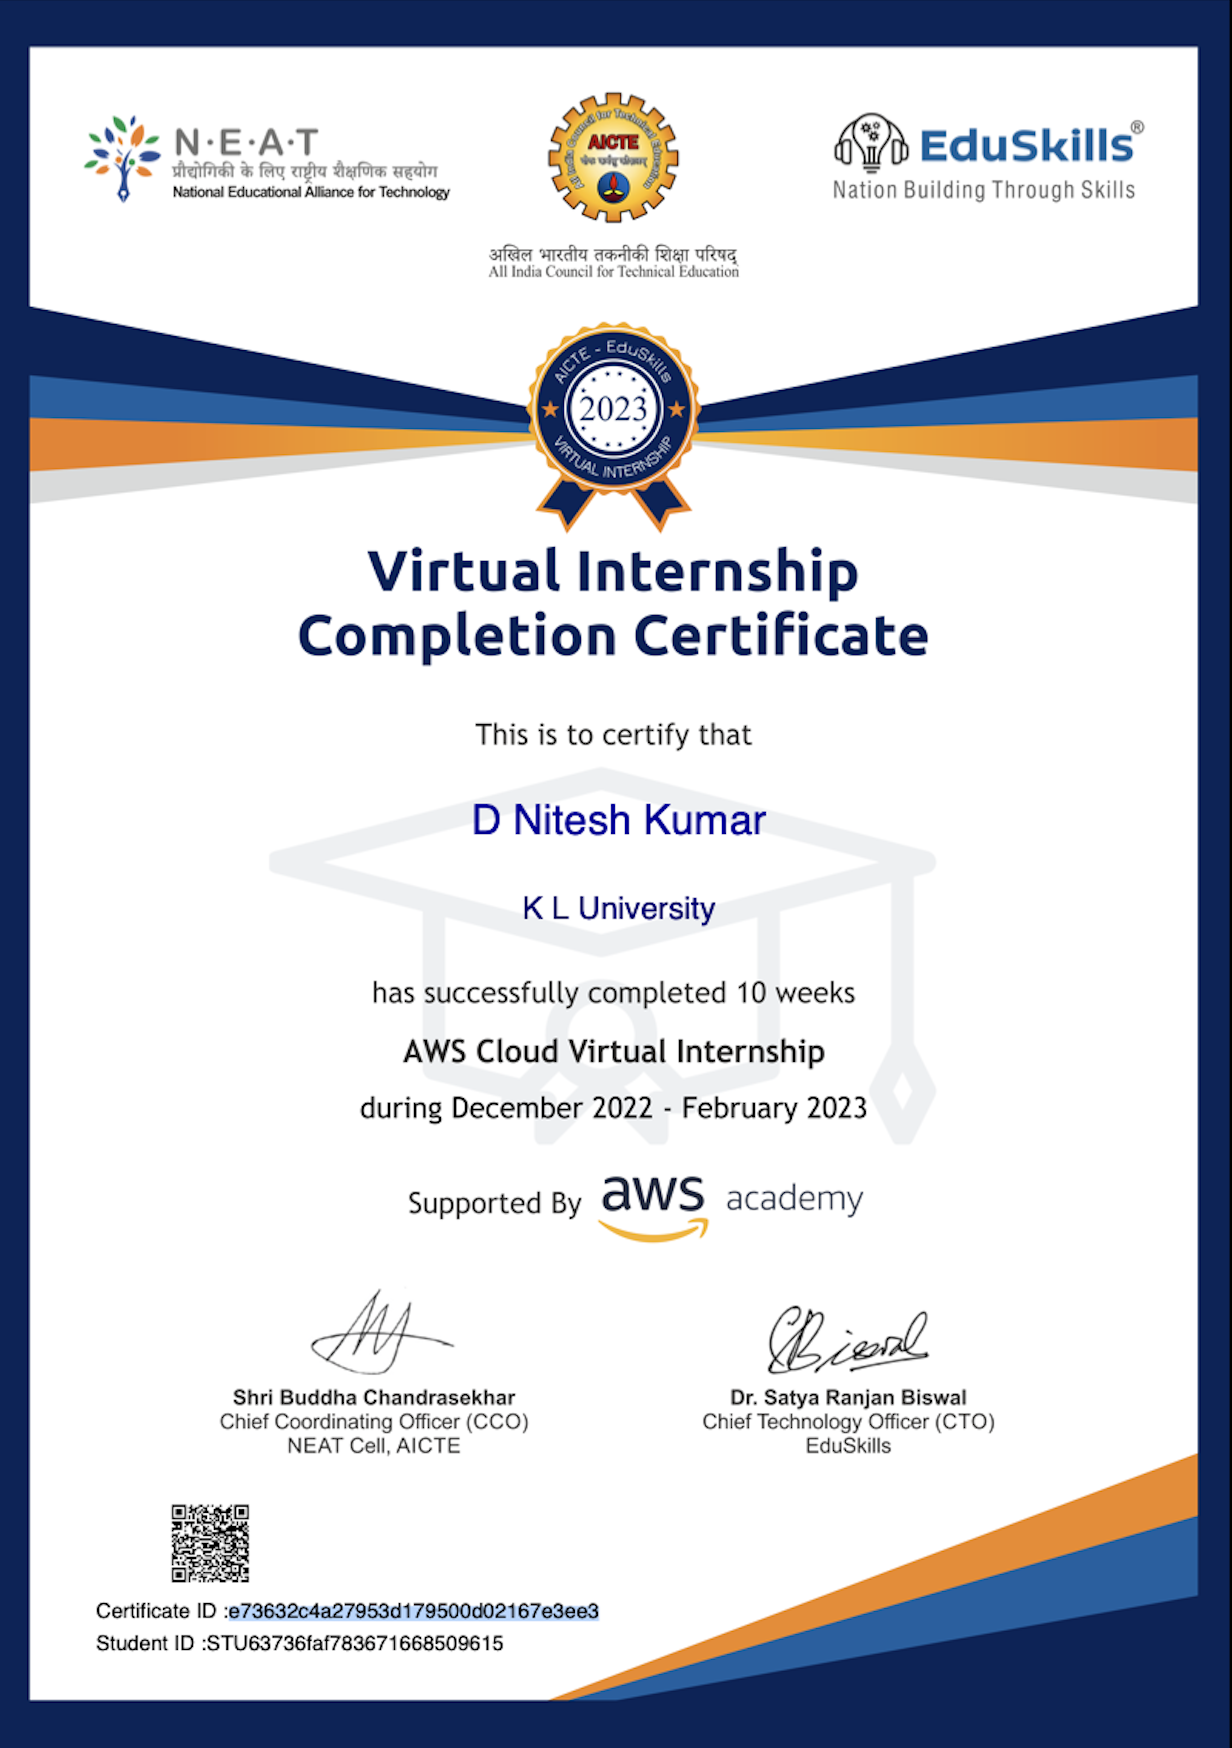 N·E·A·T
प्रौद्योगिकी के लिए राष्ट्रीय शैक्षणिक सहयोग
National Educational Alliance for Technology
All India Council for Technical Education
AICTE
अखिल भारतीय तकनीकी शिक्षा परिषद्
All India Council for Technical Education
EduSkills®
Nation Building Through Skills
AICTE - EduSkills
2023
VIRTUAL INTERNSHIP
Virtual Internship
Completion Certificate
This is to certify that
D Nitesh Kumar
K L University
has successfully completed 10 weeks
AWS Cloud Virtual Internship
during December 2022 - February 2023
Supported By aws academy
Biswal
Shri Buddha Chandrasekhar
Chief Coordinating Officer (CCO)
NEAT Cell, AICTE
Dr. Satya Ranjan Biswal
Chief Technology Officer (CTO)
EduSkills
Certificate ID :e73632c4a27953d179500d02167e3ee3
Student ID :STU63736faf783671668509615